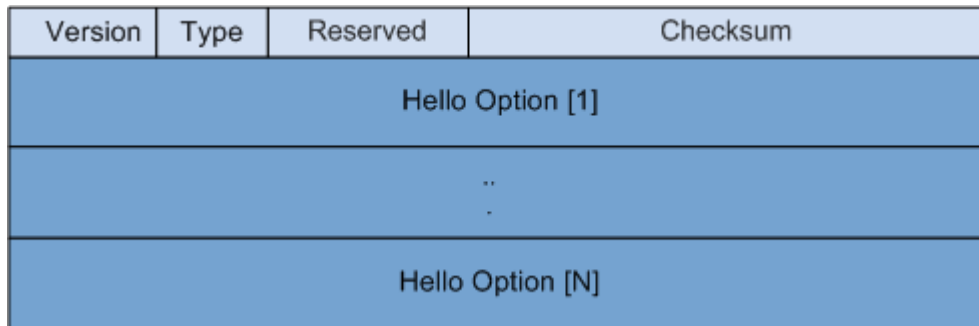 Version Type Reserved Checksum
Hello Option [1]
Hello Option [N]